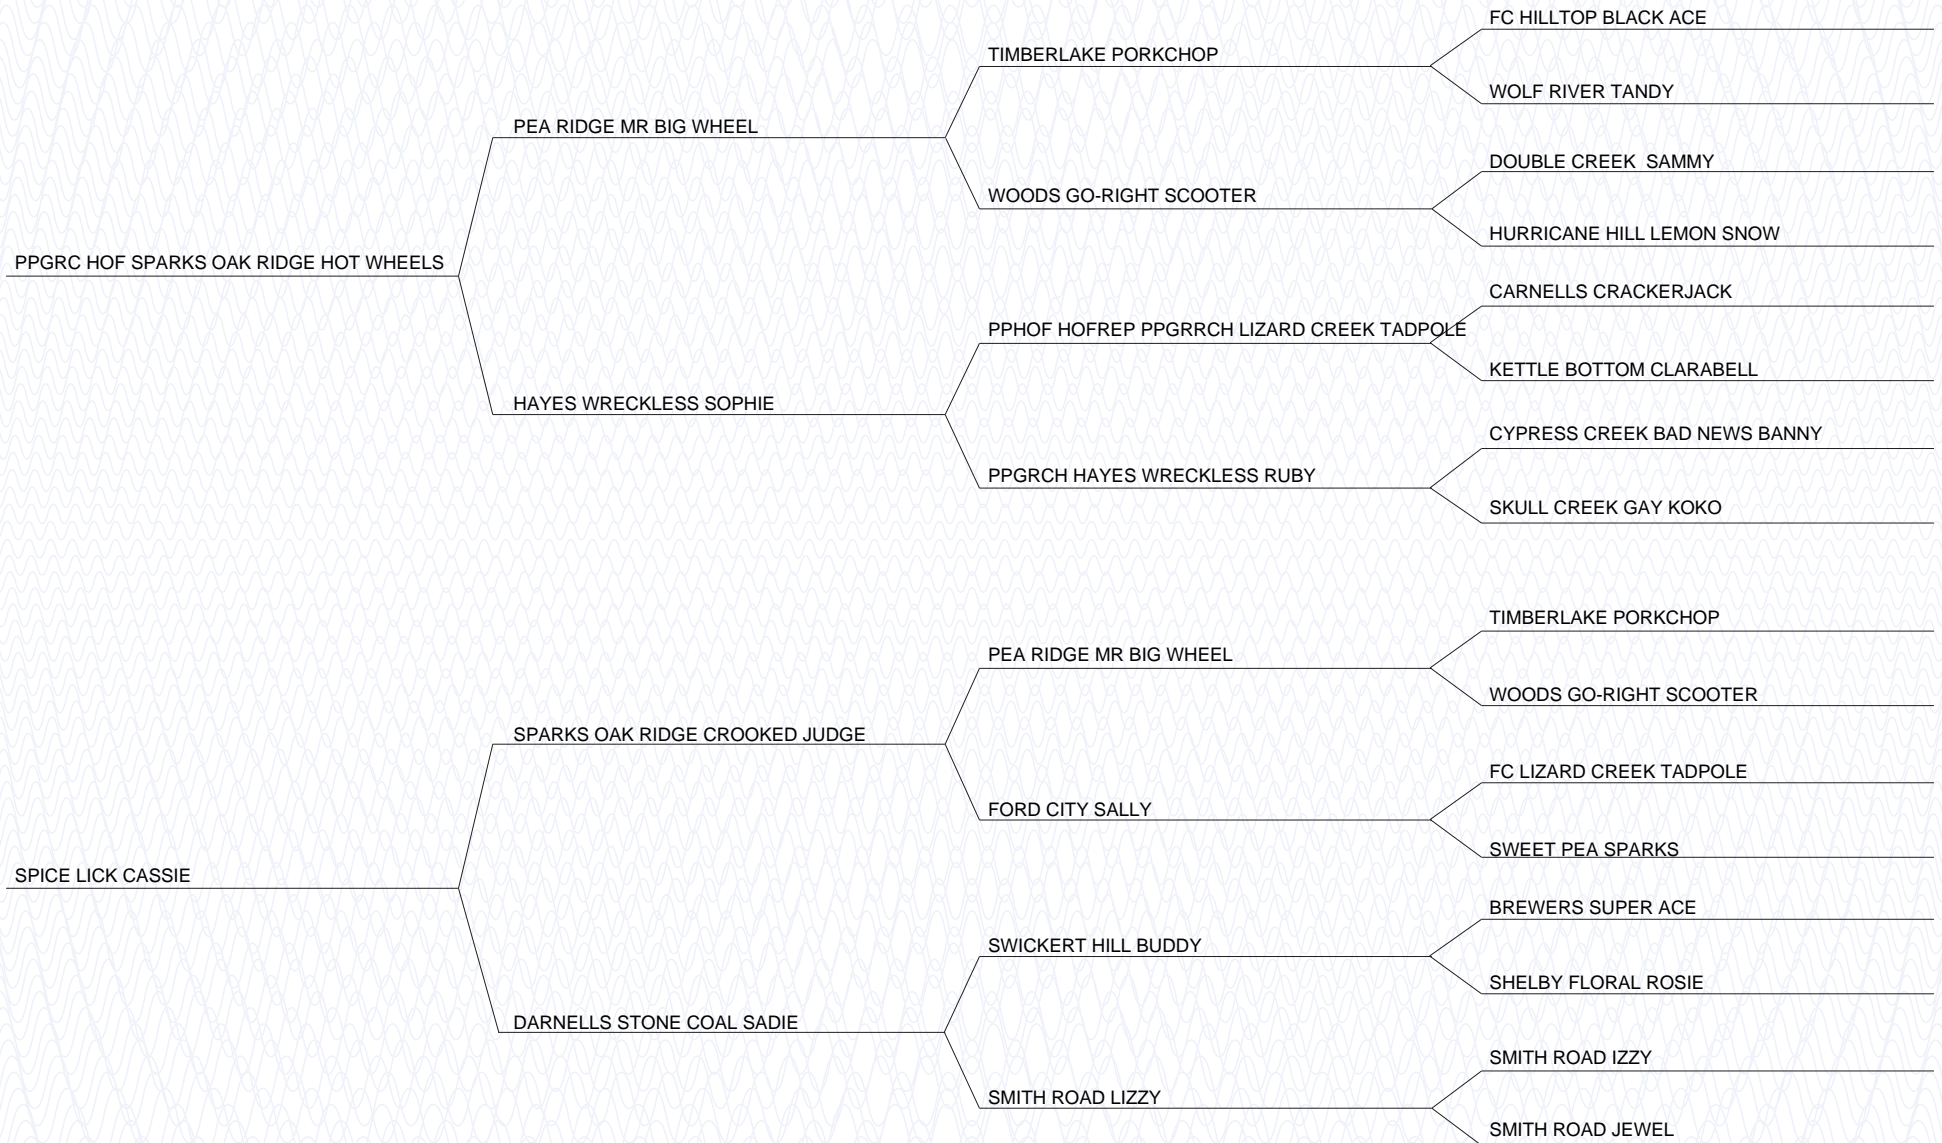 FC HILLTOP BLACK ACE
TIMBERLAKE PORKCHOP
WOLF RIVER TANDY
PEA RIDGE MR BIG WHEEL
DOUBLE CREEK  SAMMY
WOODS GO-RIGHT SCOOTER
HURRICANE HILL LEMON SNOW
PPGRC HOF SPARKS OAK RIDGE HOT WHEELS
CARNELLS CRACKERJACK
PPHOF HOFREP PPGRRCH LIZARD CREEK TADPOLE
KETTLE BOTTOM CLARABELL
HAYES WRECKLESS SOPHIE
CYPRESS CREEK BAD NEWS BANNY
PPGRCH HAYES WRECKLESS RUBY
SKULL CREEK GAY KOKO
TIMBERLAKE PORKCHOP
PEA RIDGE MR BIG WHEEL
WOODS GO-RIGHT SCOOTER
SPARKS OAK RIDGE CROOKED JUDGE
FC LIZARD CREEK TADPOLE
FORD CITY SALLY
SWEET PEA SPARKS
SPICE LICK CASSIE
BREWERS SUPER ACE
SWICKERT HILL BUDDY
SHELBY FLORAL ROSIE
DARNELLS STONE COAL SADIE
SMITH ROAD IZZY
SMITH ROAD LIZZY
SMITH ROAD JEWEL